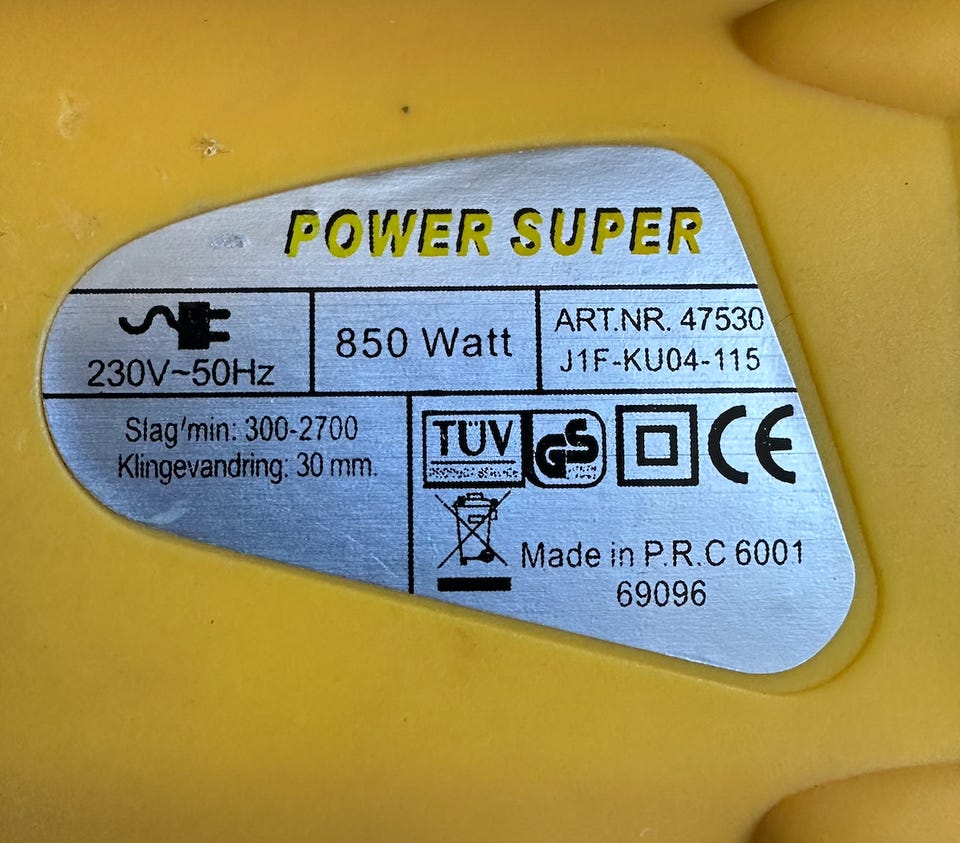 POWER SUPER
230V~50Hz
850 Watt
ART.NR. 47530
J1F-KU04-115
Slag/min: 300-2700
Klingevandring: 30 mm.
TÜV
GS
CE
Made in P.R.C 6001
69096